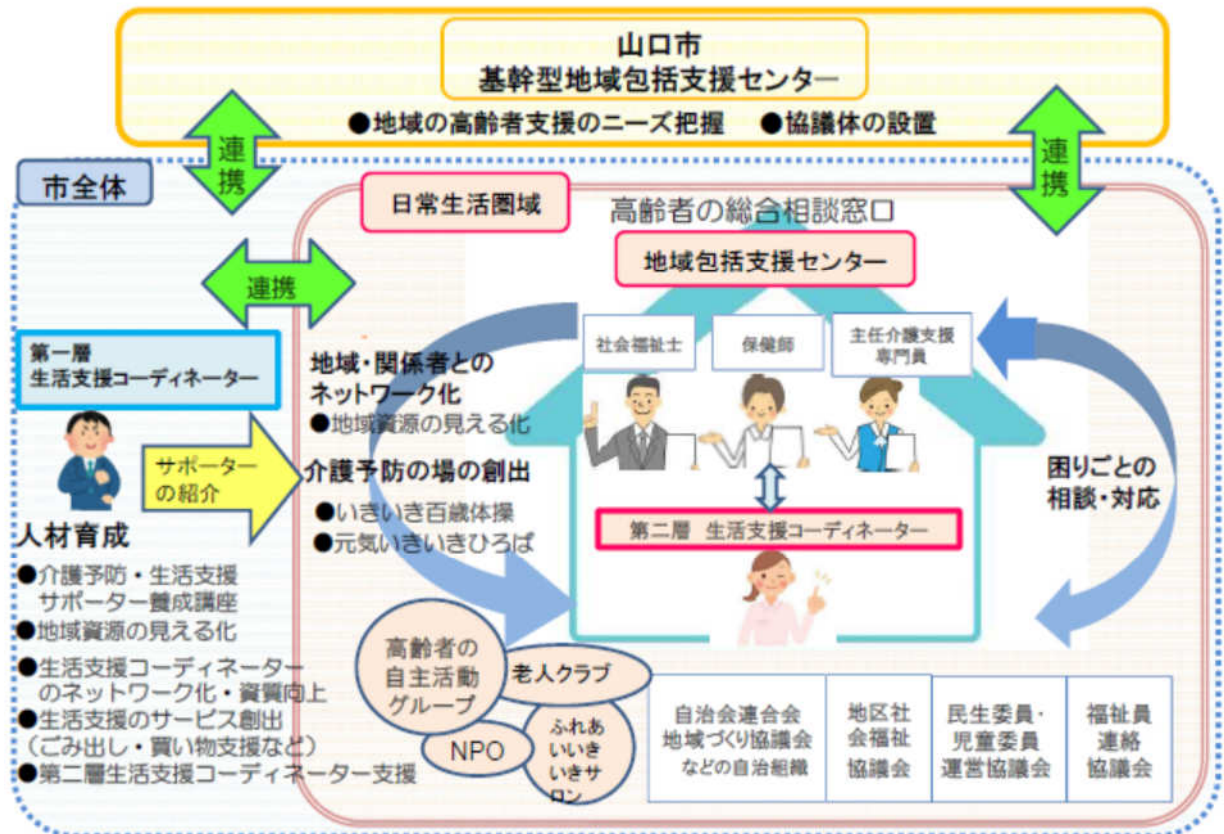 山口市
基幹型地域包括支援センター
●地域の高齢者支援のニーズ把握　●協議体の設置
連携
連携
市全体
日常生活圏域
高齢者の総合相談窓口
地域包括支援センター
連携
社会福祉士
保健師
主任介護支援
専門員
第一層
生活支援コーディネーター
地域・関係者との
ネットワーク化
●地域資源の見える化
サポーター
の紹介
介護予防の場の創出
●いきいき百歳体操
●元気いきいきひろば
困りごとの
相談・対応
第二層　生活支援コーディネーター
人材育成
●介護予防・生活支援
サポーター養成講座
●地域資源の見える化
●生活支援コーディネーター
のネットワーク化・資質向上
●生活支援のサービス創出
（ごみ出し・買い物支援など）
●第二層生活支援コーディネーター支援
高齢者の
自主活動
グループ
老人クラブ
NPO
ふれあ
いいき
いきサ
ロン
自治会連合会
地域づくり協議会
などの自治組織
地区社
会福祉
協議会
民生委員・
児童委員
運営協議会
福祉員
連絡
協議会